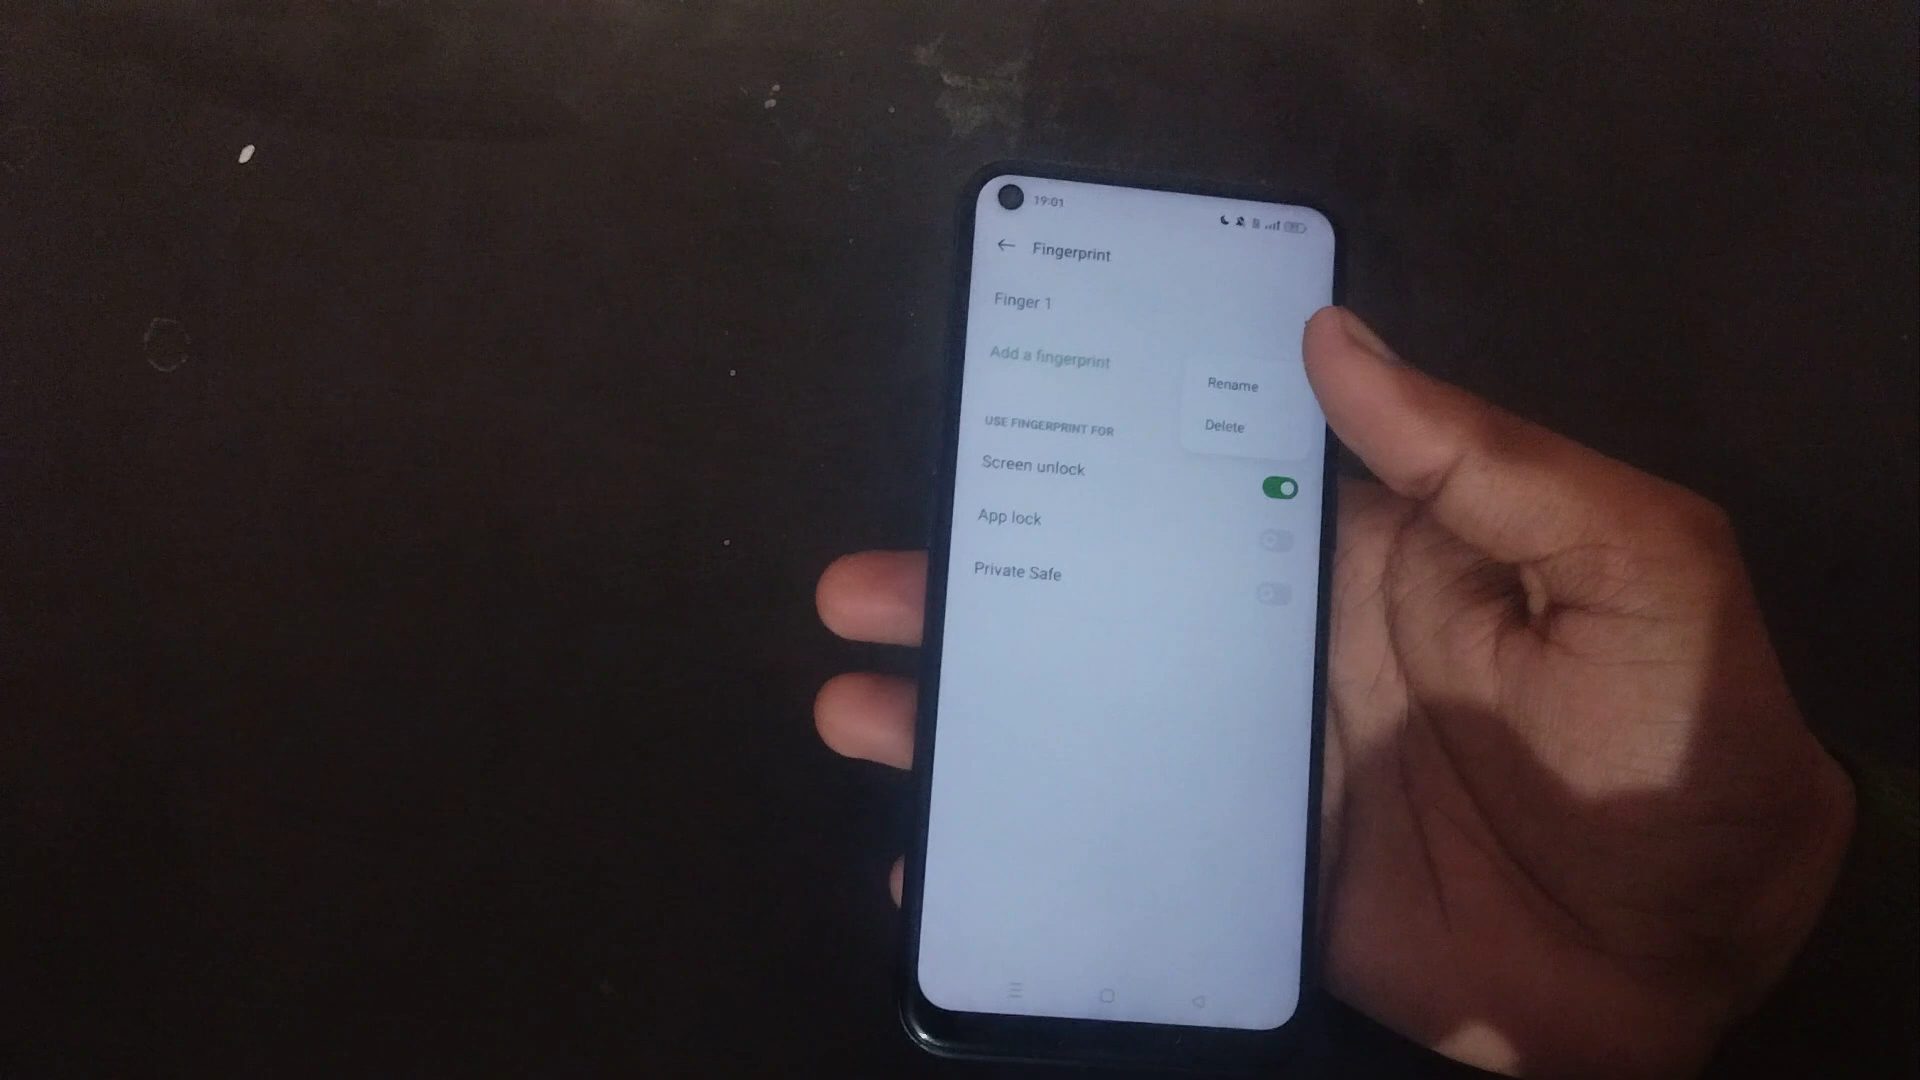 19:01
Fingerprint
Finger 1
Add a fingerprint
Rename
Delete
USE FINGERPRINT FOR
Screen unlock
App lock
Private Safe